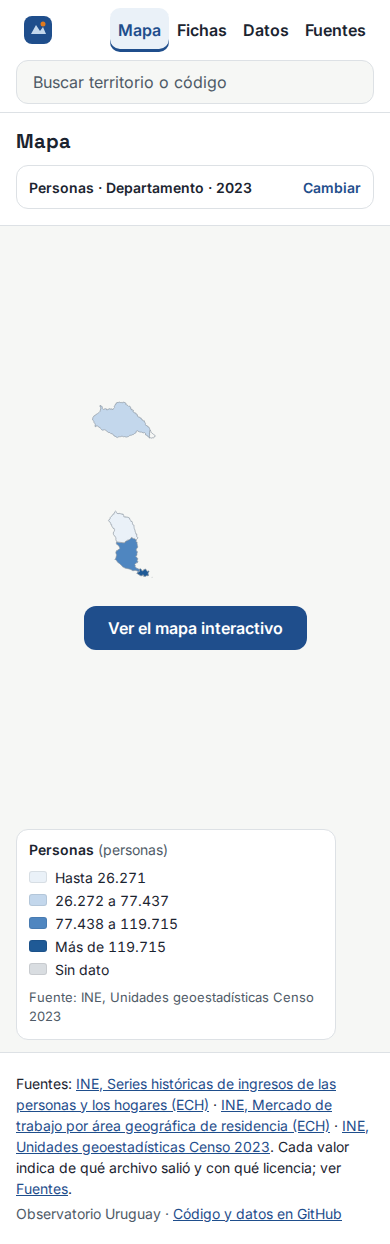 Mapa Fichas Datos Fuentes
Buscar territorio o código
Mapa
Personas · Departamento · 2023 Cambiar
Ver el mapa interactivo
Personas (personas)
Hasta 26.271
26.272 a 77.437
77.438 a 119.715
Más de 119.715
Sin dato
Fuente: INE, Unidades geoestadísticas Censo
2023
Fuentes: INE, Series históricas de ingresos de las
personas y los hogares (ECH) · INE, Mercado de
trabajo por área geográfica de residencia (ECH) · INE,
Unidades geoestadísticas Censo 2023. Cada valor
indica de qué archivo salió y con qué licencia; ver
Fuentes.
Observatorio Uruguay · Código y datos en GitHub